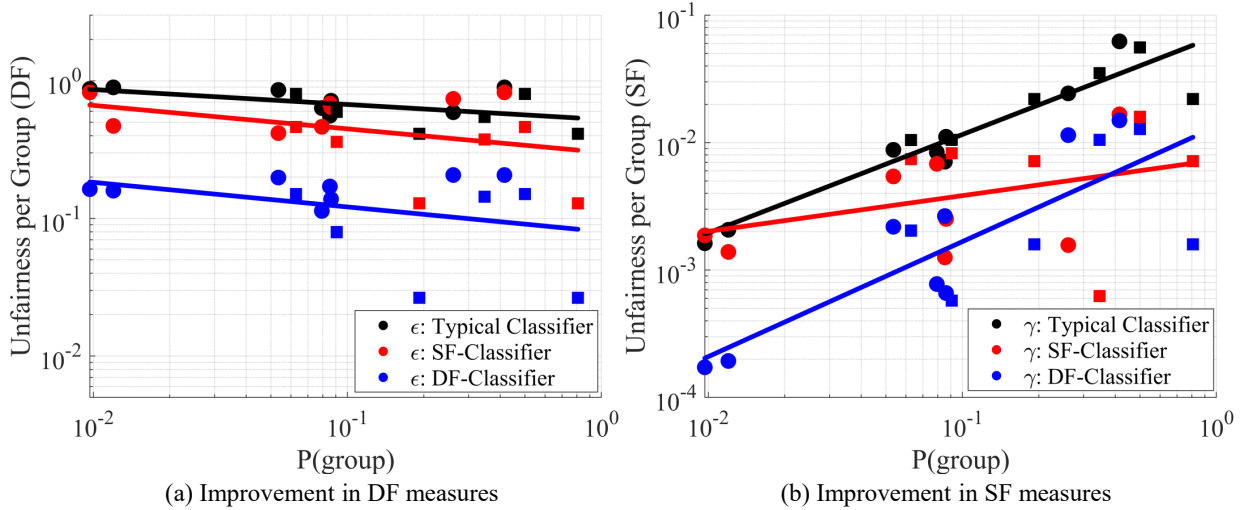 Unfairness per Group (DF)
10^0
10^-1
10^-2
ϵ: Typical Classifier
ϵ: SF-Classifier
ϵ: DF-Classifier
10^-2
10^-1
10^0
P(group)
(a) Improvement in DF measures
Unfairness per Group (SF)
10^-1
10^-2
10^-3
10^-4
γ: Typical Classifier
γ: SF-Classifier
γ: DF-Classifier
10^-2
10^-1
10^0
P(group)
(b) Improvement in SF measures